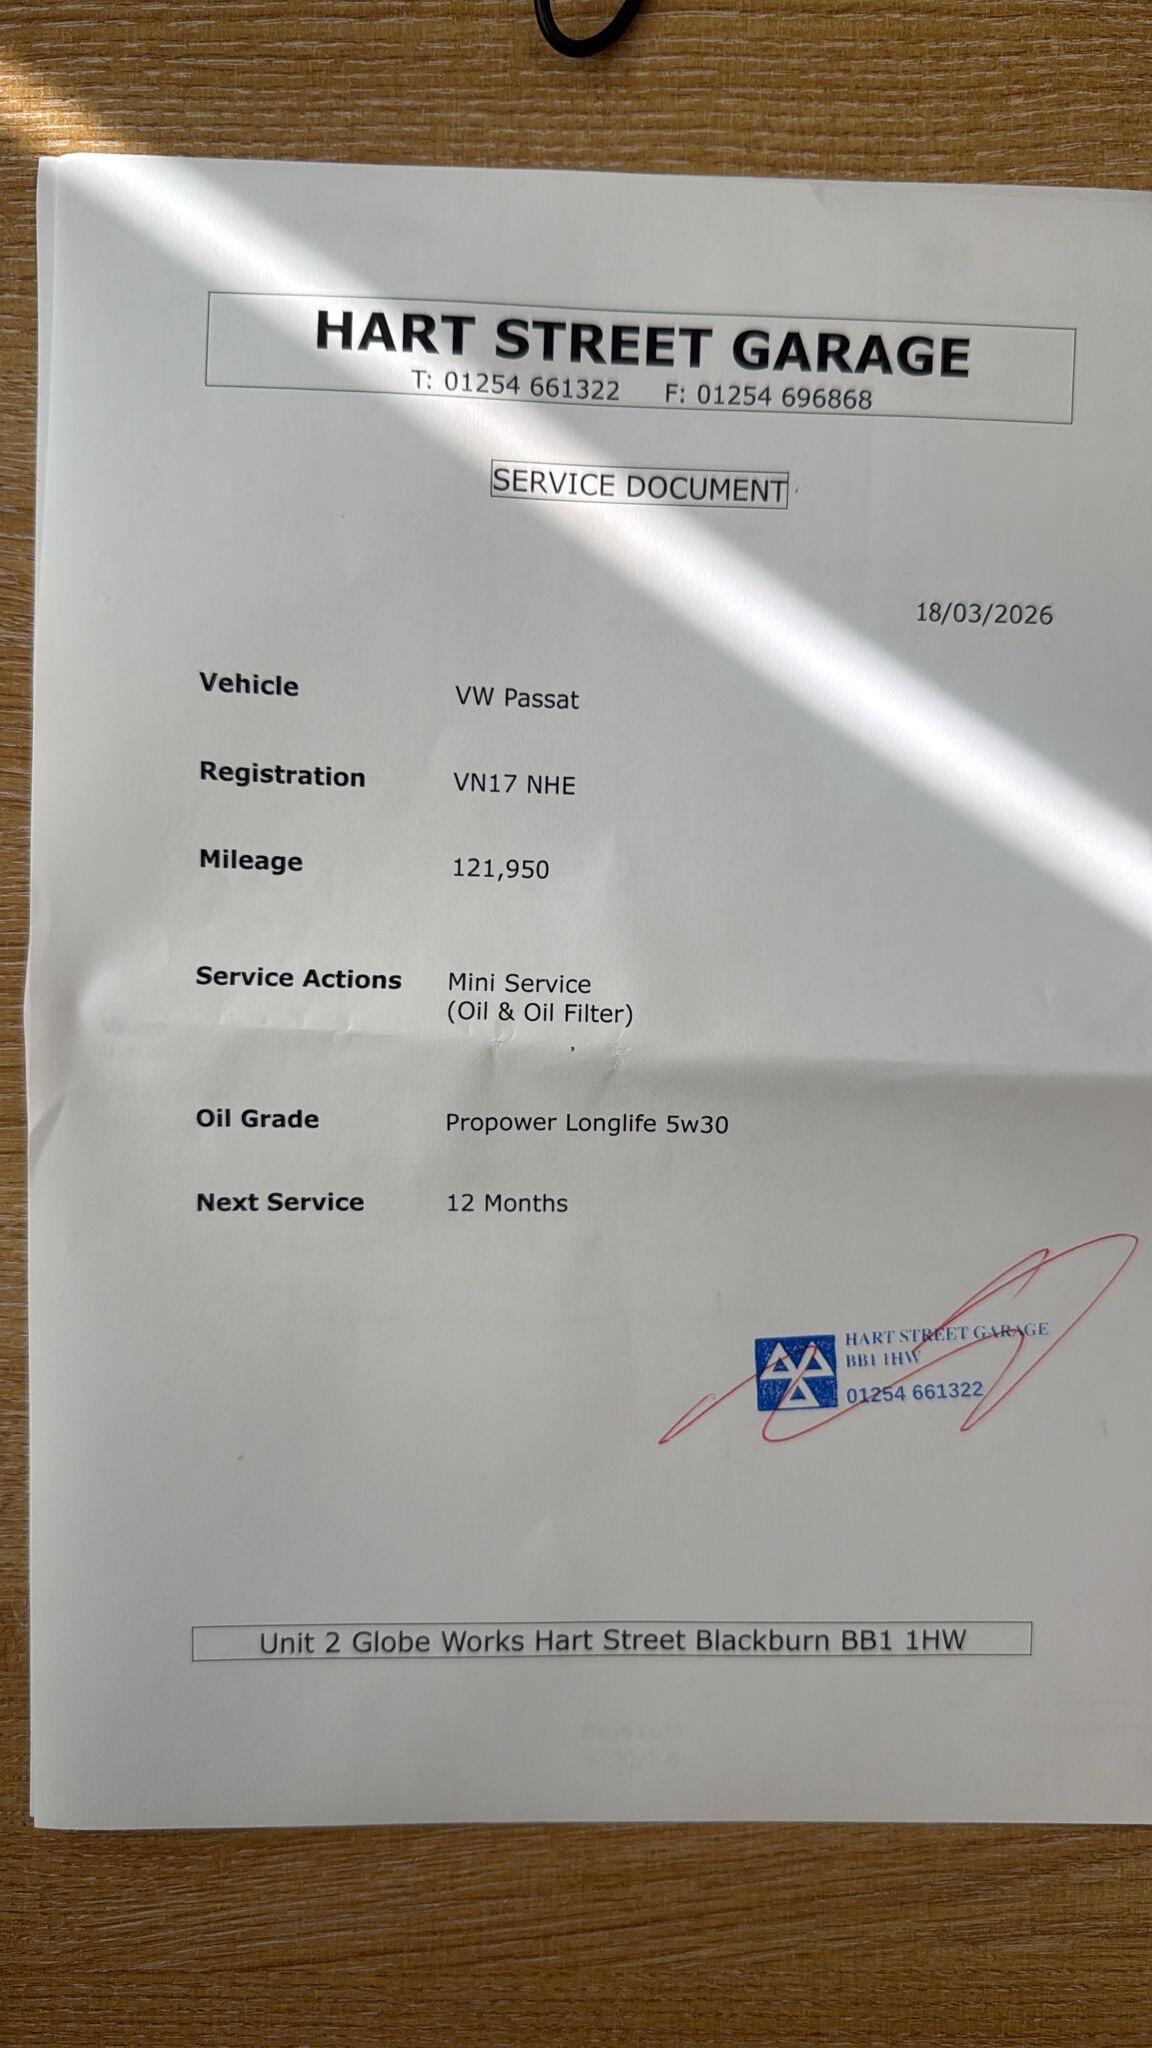 HART STREET GARAGE
T: 01254 661322 F: 01254 696868
SERVICE DOCUMENT
18/03/2026
Vehicle VW Passat
Registration VN17 NHE
Mileage 121,950
Service Actions Mini Service
(Oil & Oil Filter)
Oil Grade Propower Longlife 5w30
Next Service 12 Months
HART STREET GARAGE
BB1 1HW
01254 661322
Unit 2 Globe Works Hart Street Blackburn BB1 1HW